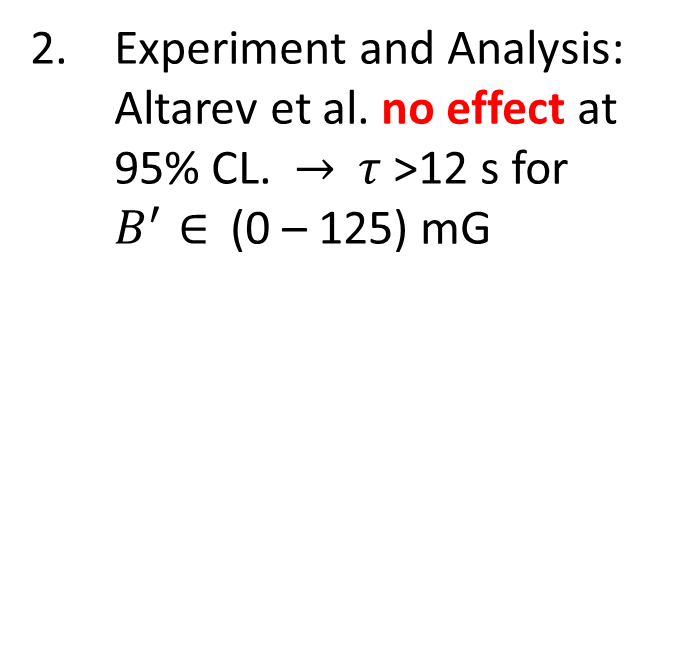 2. Experiment and Analysis:
Altarev et al. no effect at
95% CL. → τ >12 s for
B′ ∈ (0 – 125) mG